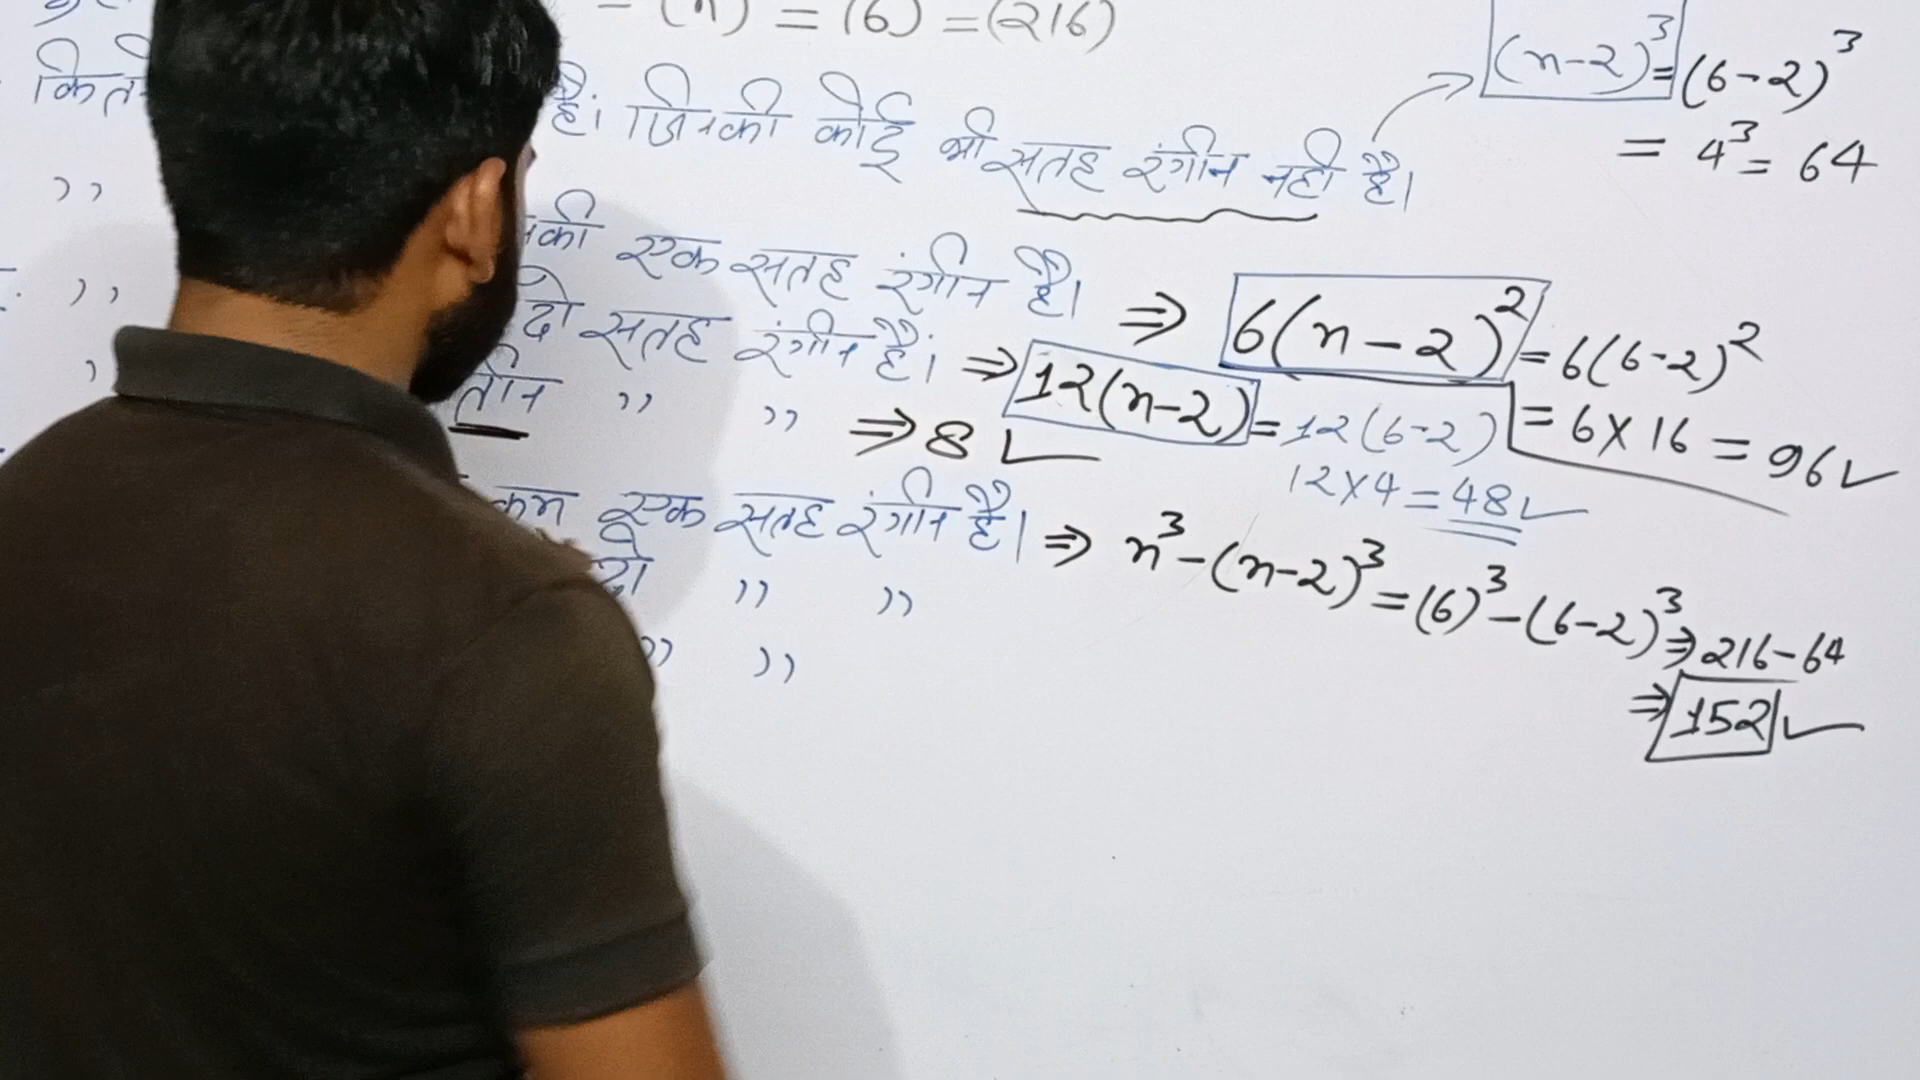 = (n) = (6) = (216)
हैं। जिनकी कोई भी सतह रंगीन नही है।
(n-2)³ = (6-2)³
= 4³ = 64
,,
एक सतह रंगीन है। ⇒ 6(n-2)² = 6(6-2)²
= 6×16 = 96✓
,, दो सतह रंगीन हैं। ⇒ 12(n-2) = 12(6-2)
12×4 = 48✓
, तीन ,, ,, ⇒ 8 ✓
कम एक सतह रंगीन है। ⇒ n³-(n-2)³ = (6)³-(6-2)³ ⇒ 216-64
⇒ 152 ✓
दो ,, ,,
,, ,,